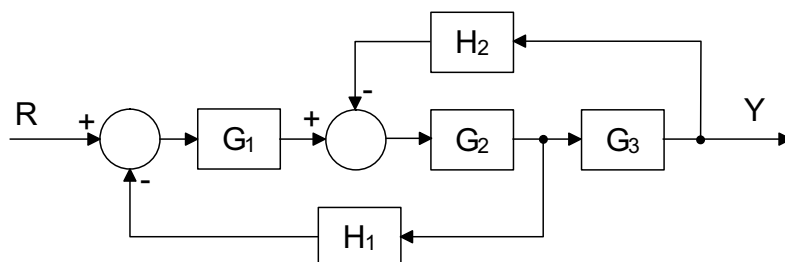 H₂
R + + - Y
G₁ G₂ G₃
-
H₁